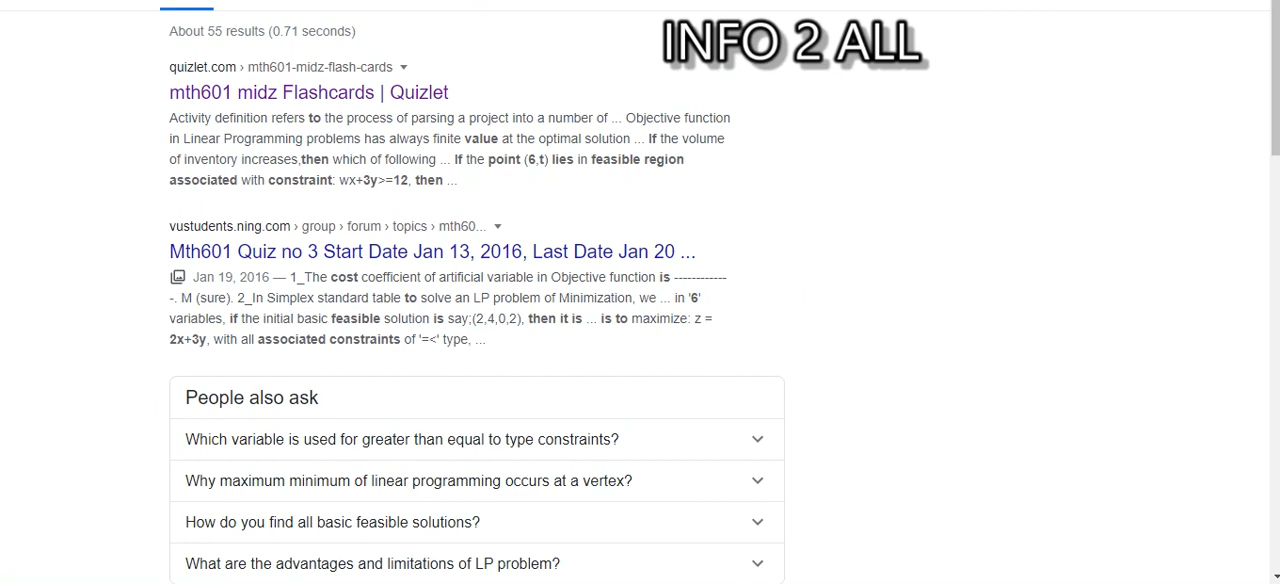 INFO 2 ALL
About 55 results (0.71 seconds)
quizlet.com › mth601-midz-flash-cards
mth601 midz Flashcards | Quizlet
Activity definition refers to the process of parsing a project into a number of ... Objective function
in Linear Programming problems has always finite value at the optimal solution ... If the volume
of inventory increases,then which of following ... If the point (6,t) lies in feasible region
associated with constraint: wx+3y>=12, then ...
vustudents.ning.com › group › forum › topics › mth60...
Mth601 Quiz no 3 Start Date Jan 13, 2016, Last Date Jan 20 ...
Jan 19, 2016 — 1_The cost coefficient of artificial variable in Objective function is ------------
-. M (sure). 2_In Simplex standard table to solve an LP problem of Minimization, we ... in '6'
variables, if the initial basic feasible solution is say;(2,4,0,2), then it is ... is to maximize: z =
2x+3y, with all associated constraints of '=<' type, ...
People also ask
Which variable is used for greater than equal to type constraints?
Why maximum minimum of linear programming occurs at a vertex?
How do you find all basic feasible solutions?
What are the advantages and limitations of LP problem?